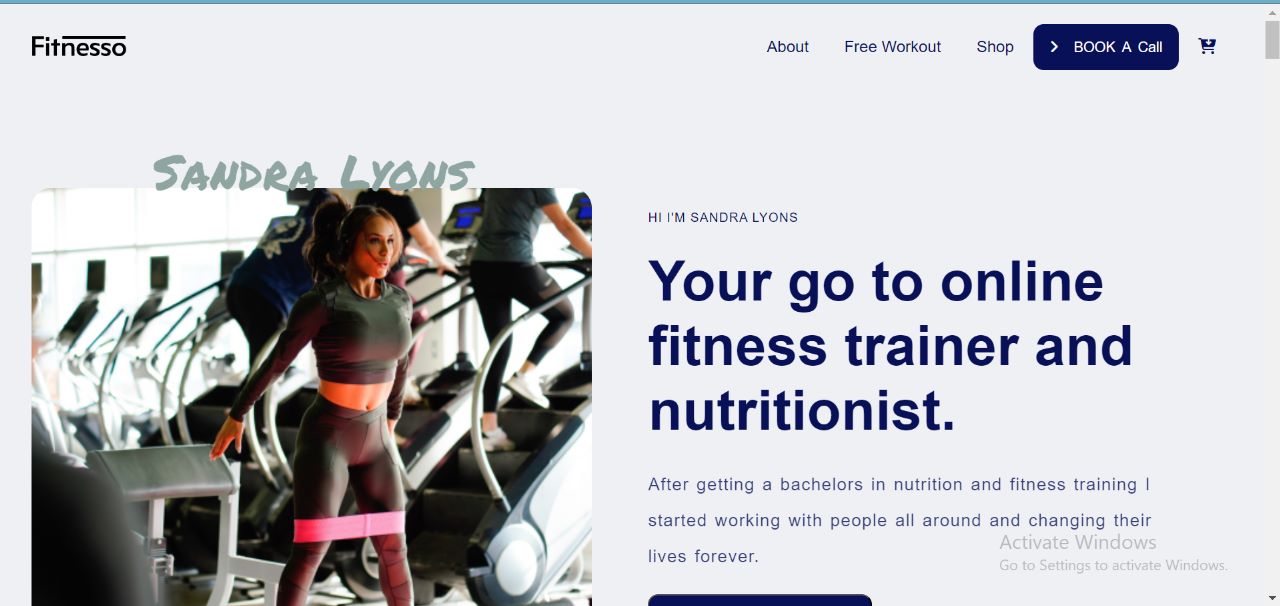 Fitnesso
About Free Workout Shop BOOK A Call
Sandra Lyons
HI I'M SANDRA LYONS
Your go to online
fitness trainer and
nutritionist.
After getting a bachelors in nutrition and fitness training I
started working with people all around and changing their
lives forever.
Activate Windows
Go to Settings to activate Windows.